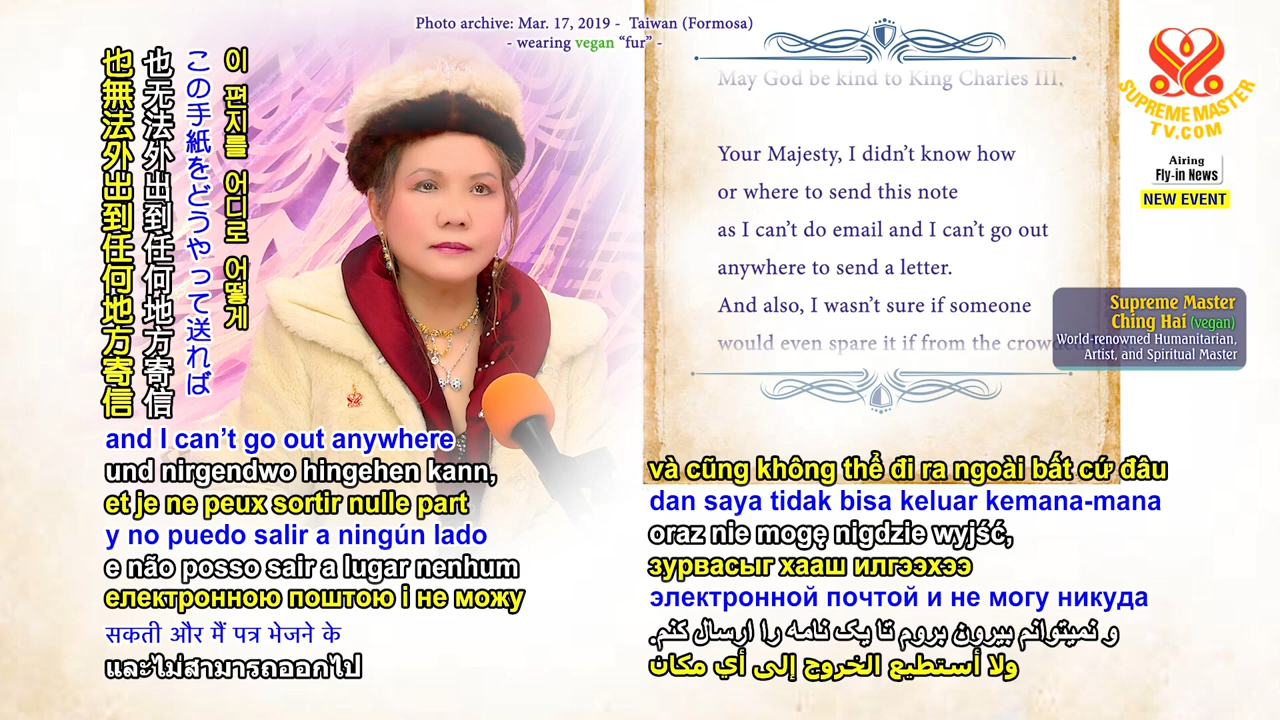 Photo archive: Mar. 17, 2019 - Taiwan (Formosa)
- wearing vegan “fur” -
也無法外出到任何地方寄信
也无法外出到任何地方寄信
この手紙をどうやって送れば
이 편지를 어디로 어떻게
and I can’t go out anywhere
und nirgendwo hingehen kann,
et je ne peux sortir nulle part
y no puedo salir a ningún lado
e não posso sair a lugar nenhum
електронною поштою і не можу
सकती और मैं पत्र भेजने के
และไม่สามารถออกไป
May God be kind to King Charles III.
Your Majesty, I didn’t know how
or where to send this note
as I can’t do email and I can’t go out
anywhere to send a letter.
And also, I wasn’t sure if someone
would even spare it if from the
SUPREME MASTER
TV.COM
Airing
Fly-in News
NEW EVENT
Supreme Master
Ching Hai (vegan)
World-renowned Humanitarian,
Artist, and Spiritual Master
và cũng không thể đi ra ngoài bất cứ đâu
dan saya tidak bisa keluar kemana-mana
oraz nie mogę nigdzie wyjść,
зурвасыг хааш илгээхээ
электронной почтой и не могу никуда
و نمیتوانم بیرون بروم تا یک نامه را ارسال کنم.
ولا أستطيع الخروج إلى أي مكان